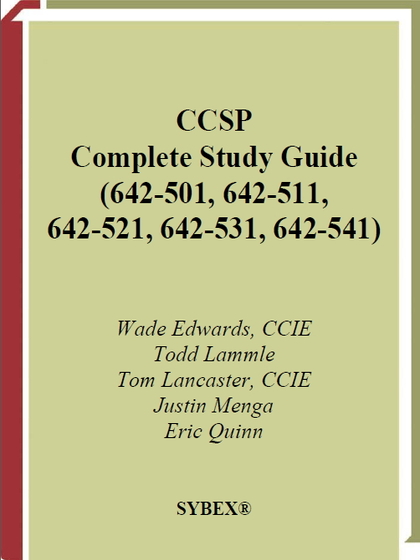 CCSP
Complete Study Guide
(642-501, 642-511,
642-521, 642-531, 642-541)
Wade Edwards, CCIE
Todd Lammle
Tom Lancaster, CCIE
Justin Menga
Eric Quinn
SYBEX®